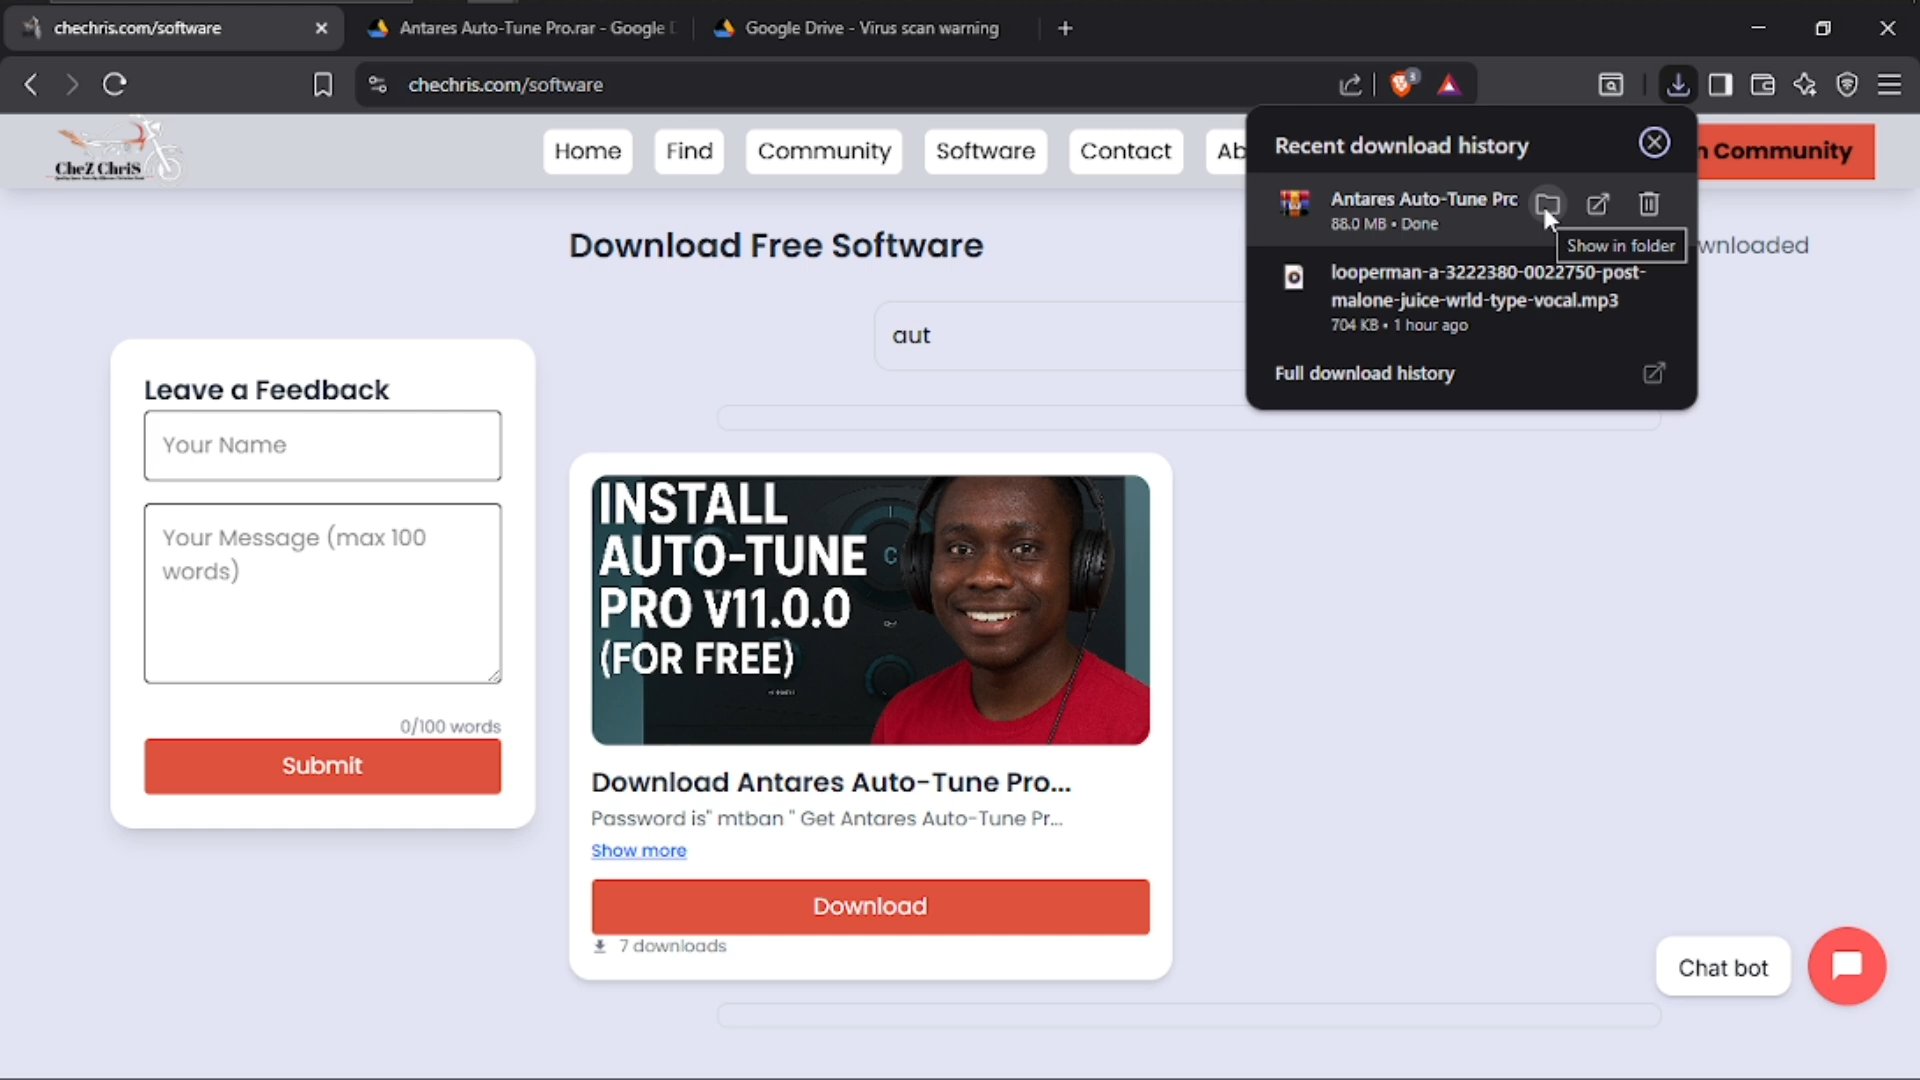 chechris.com/software
Antares Auto-Tune Pro.rar - Google D
Google Drive - Virus scan warning
chechris.com/software
3
CheZ ChriS
Home
Find
Community
Software
Contact
Ab
n Community
Recent download history
Antares Auto-Tune Prc
88.0 MB • Done
Show in folder
looperman-a-3222380-0022750-post-
malone-juice-wrld-type-vocal.mp3
704 KB • 1 hour ago
Full download history
Download Free Software
wnloaded
aut
Leave a Feedback
Your Name
Your Message (max 100
words)
0/100 words
Submit
INSTALL
AUTO-TUNE
PRO V11.0.0
(FOR FREE)
Download Antares Auto-Tune Pro...
Password is" mtban " Get Antares Auto-Tune Pr...
Show more
Download
7 downloads
Chat bot